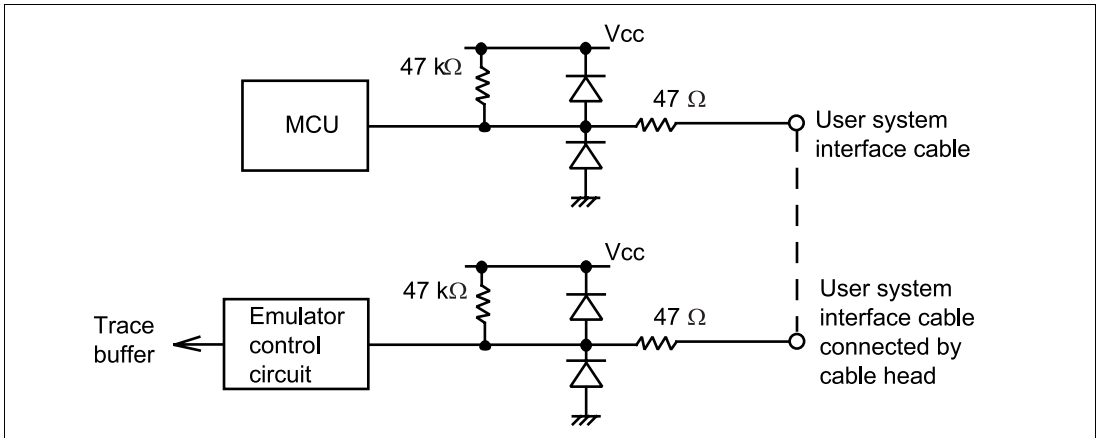 Vcc
47 kΩ
47 Ω
MCU
User system
interface cable
Vcc
47 kΩ
47 Ω
Trace
buffer
Emulator
control
circuit
User system
interface cable
connected by
cable head